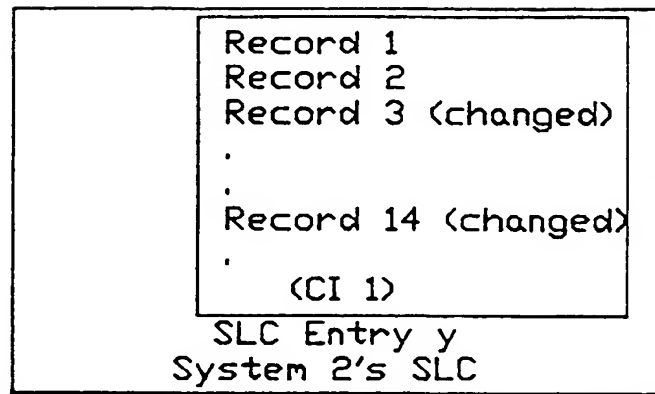 Record 1
Record 2
Record 3 (changed)
.
.
Record 14 (changed)
.
(CI 1)
SLC Entry y
System 2's SLC